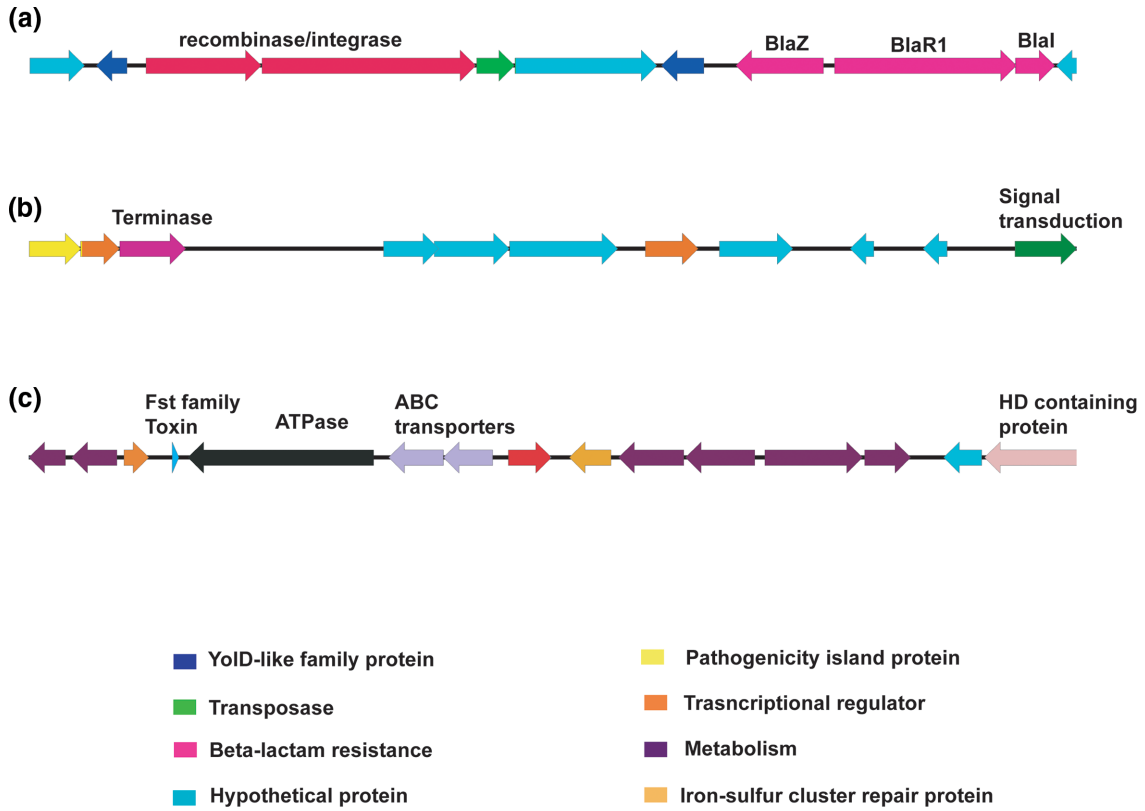 (a)
recombinase/integrase
BlaZ
BlaR1
BlaI
(b)
Terminase
Signal
transduction
(c)
Fst family
Toxin
ATPase
ABC
transporters
HD containing
protein
YolD-like family protein
Transposase
Beta-lactam resistance
Hypothetical protein
Pathogenicity island protein
Trasncriptional regulator
Metabolism
Iron-sulfur cluster repair protein